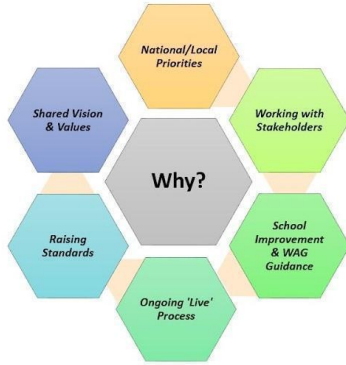 National/Local
Priorities
Shared Vision
& Values
Working with
Stakeholders
Why?
Raising
Standards
School
Improvement
& WAG
Guidance
Ongoing 'Live'
Process